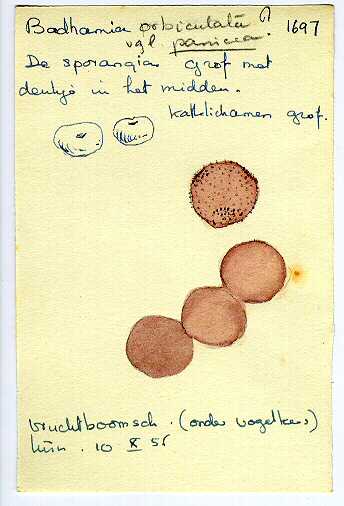 Badhamia orbiculata ? 1697
vgl panicea
De sporangia grof met
deukje in het midden.
Kalklichamen grof.
Vruchtboomsch. (onder vogelkers)
tuin. 10 X 56